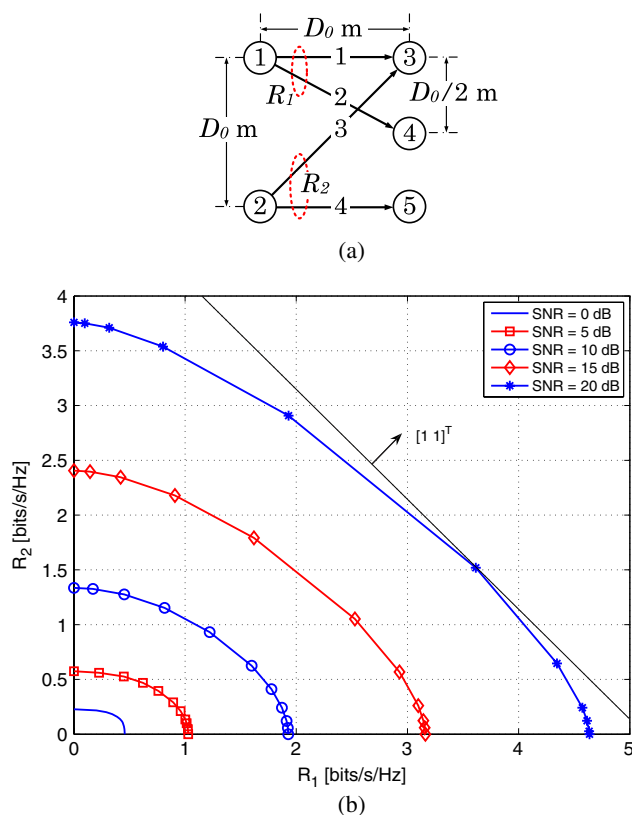 D₀ m
1 1 3
R₁ 2 D₀/2 m
D₀ m 3 4
R₂
2 4 5
(a)
4
3.5
3
2.5
2
1.5
1
0.5
0
R₂ [bits/s/Hz]
SNR = 0 dB
SNR = 5 dB
SNR = 10 dB
SNR = 15 dB
SNR = 20 dB
[1 1]ᵀ
0 1 2 3 4 5
R₁ [bits/s/Hz]
(b)